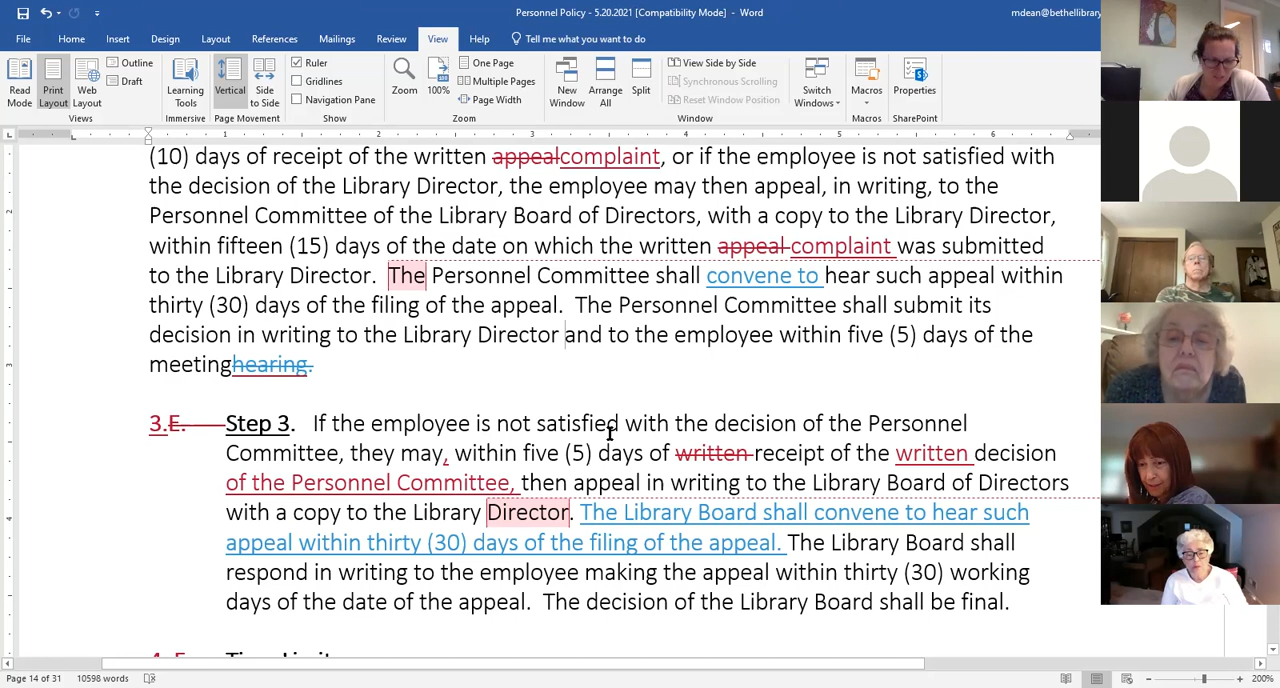 Personnel Policy - 5.20.2021 [Compatibility Mode] - Word
mdean@bethellibrary
File Home Insert Design Layout References Mailings Review View Help Tell me what you want to do
Read Mode
Print Layout
Web Layout
Outline
Draft
Views
Learning Tools
Immersive
Vertical
Side to Side
Page Movement
Ruler
Gridlines
Navigation Pane
Show
Zoom
100%
One Page
Multiple Pages
Page Width
Zoom
New Window
Arrange All
Split
View Side by Side
Synchronous Scrolling
Reset Window Position
Window
Switch Windows
Macros
Macros
Properties
SharePoint
1 2 3 4 5 6
(10) days of receipt of the written appealcomplaint, or if the employee is not satisfied with
the decision of the Library Director, the employee may then appeal, in writing, to the
Personnel Committee of the Library Board of Directors, with a copy to the Library Director,
within fifteen (15) days of the date on which the written appeal complaint was submitted
to the Library Director. The Personnel Committee shall convene to hear such appeal within
thirty (30) days of the filing of the appeal. The Personnel Committee shall submit its
decision in writing to the Library Director and to the employee within five (5) days of the
meetinghearing.
3.E. Step 3. If the employee is not satisfied with the decision of the Personnel
Committee, they may, within five (5) days of written receipt of the written decision
of the Personnel Committee, then appeal in writing to the Library Board of Directors
with a copy to the Library Director. The Library Board shall convene to hear such
appeal within thirty (30) days of the filing of the appeal. The Library Board shall
respond in writing to the employee making the appeal within thirty (30) working
days of the date of the appeal. The decision of the Library Board shall be final.
Page 14 of 31 10598 words
200%